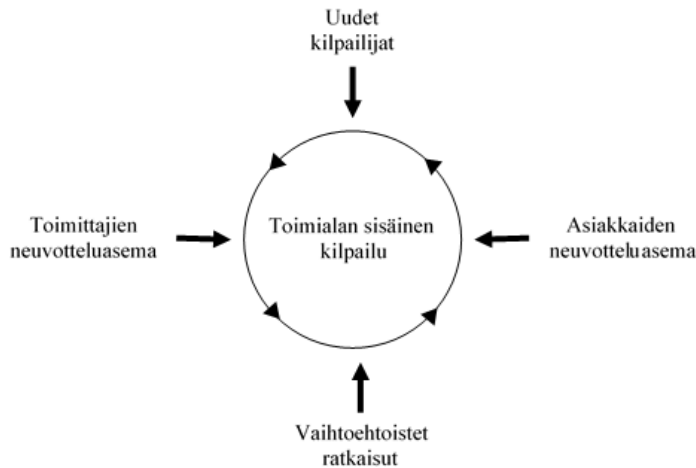 Uudet
kilpailijat
Toimittajien
neuvotteluasema
Toimialan sisäinen
kilpailu
Asiakkaiden
neuvotteluasema
Vaihtoehtoistet
ratkaisut